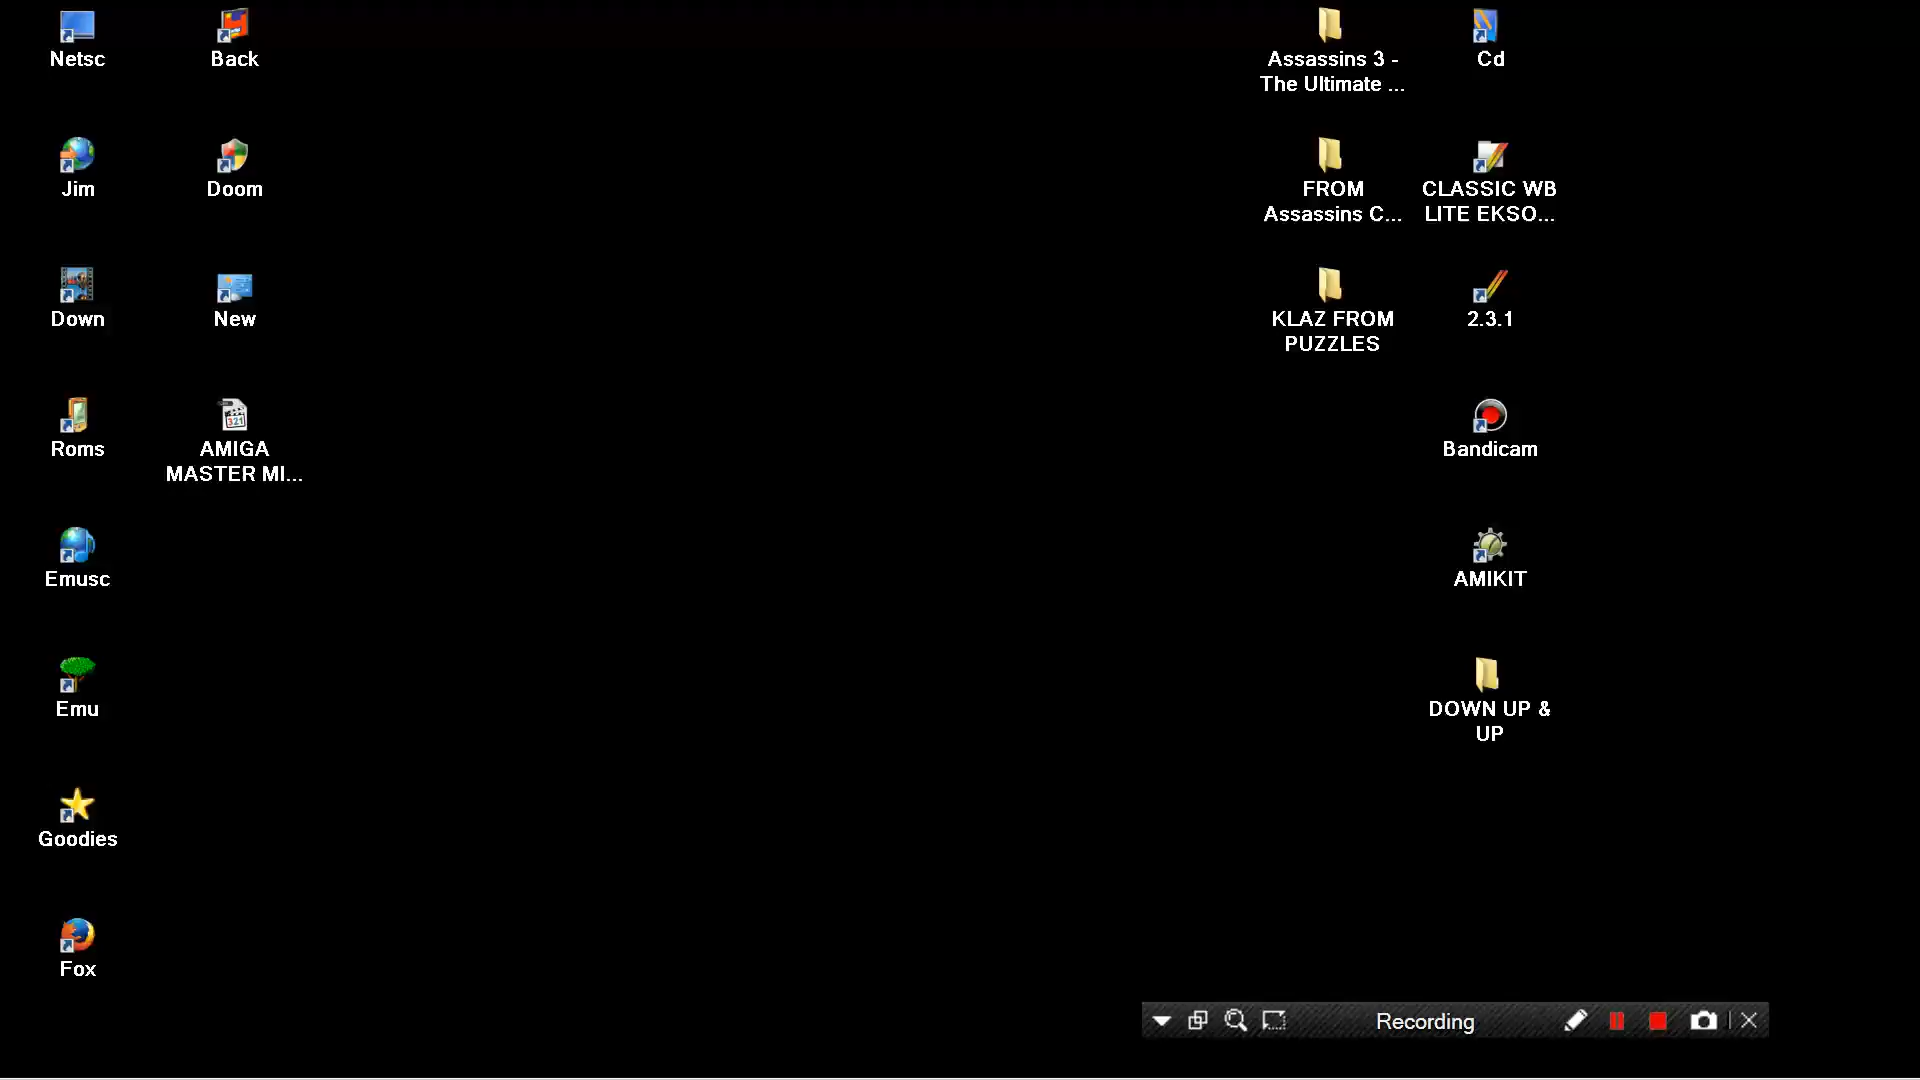 Netsc
Back
Assassins 3 -
The Ultimate ...
Cd
Jim
Doom
FROM
Assassins C...
CLASSIC WB
LITE EKSO...
Down
New
KLAZ FROM
PUZZLES
2.3.1
Roms
321
AMIGA
MASTER MI...
Bandicam
Emusc
AMIKIT
Emu
DOWN UP &
UP
Goodies
Fox
Recording